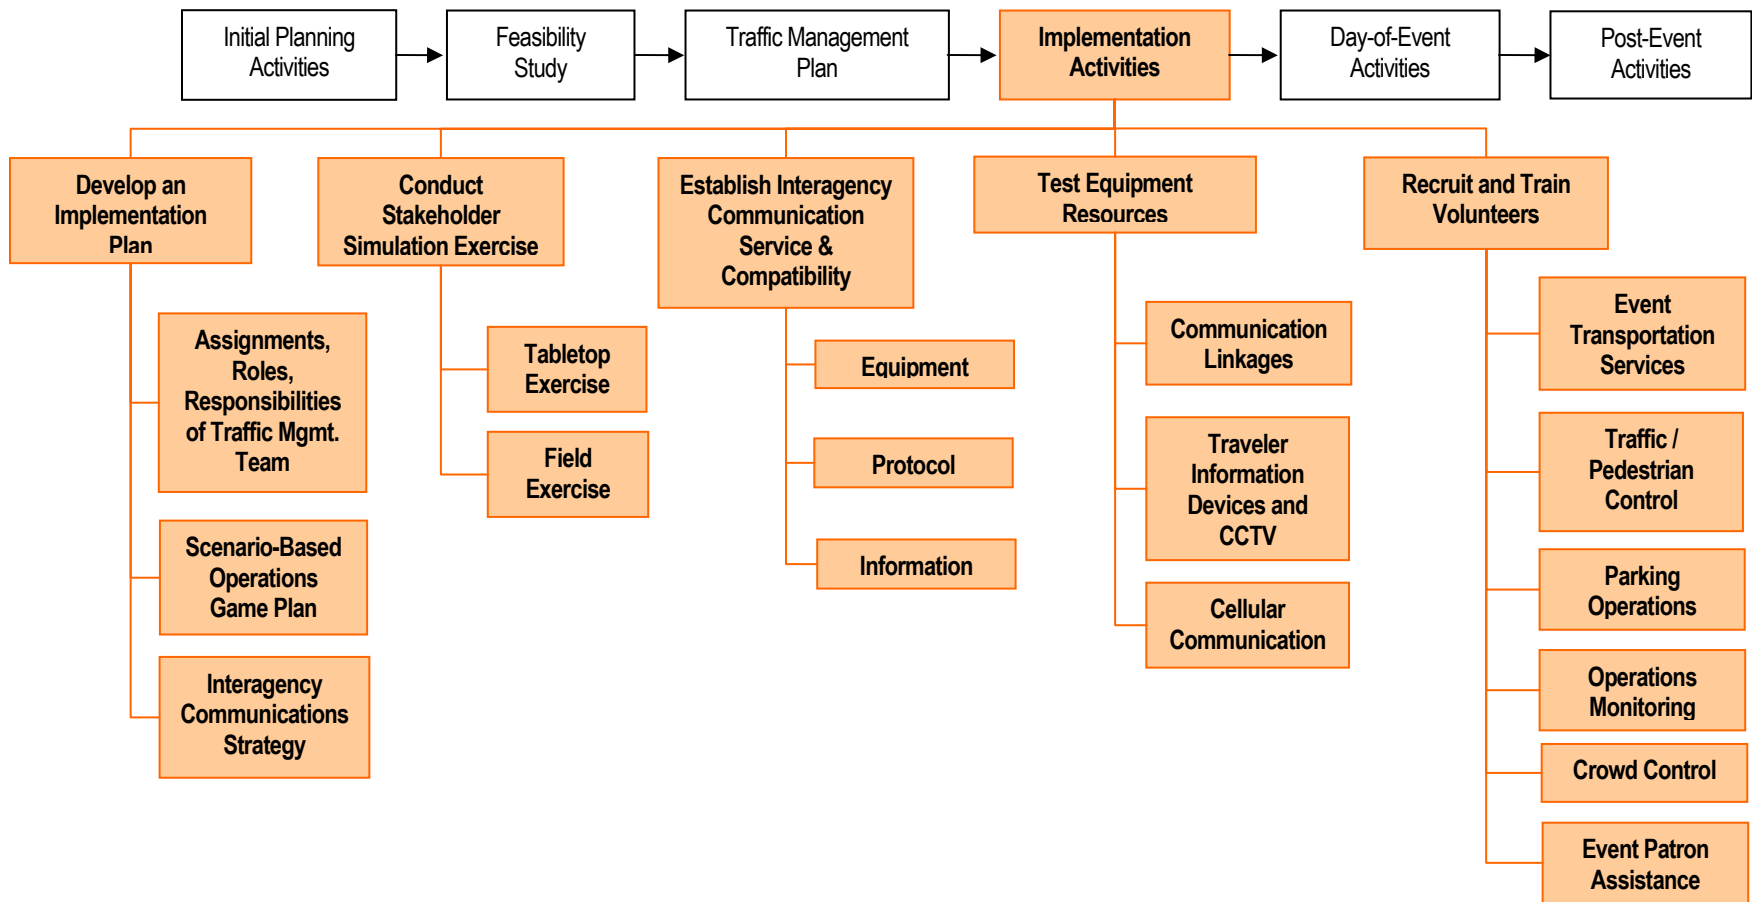 Initial Planning
Activities
Feasibility
Study
Traffic Management
Plan
Implementation
Activities
Day-of-Event
Activities
Post-Event
Activities
Develop an
Implementation
Plan
Conduct
Stakeholder
Simulation Exercise
Establish Interagency
Communication
Service &
Compatibility
Test Equipment
Resources
Recruit and Train
Volunteers
Assignments,
Roles,
Responsibilities
of Traffic Mgmt.
Team
Scenario-Based
Operations
Game Plan
Interagency
Communications
Strategy
Tabletop
Exercise
Field
Exercise
Equipment
Protocol
Information
Communication
Linkages
Traveler
Information
Devices and
CCTV
Cellular
Communication
Event
Transportation
Services
Traffic /
Pedestrian
Control
Parking
Operations
Operations
Monitoring
Crowd Control
Event Patron
Assistance